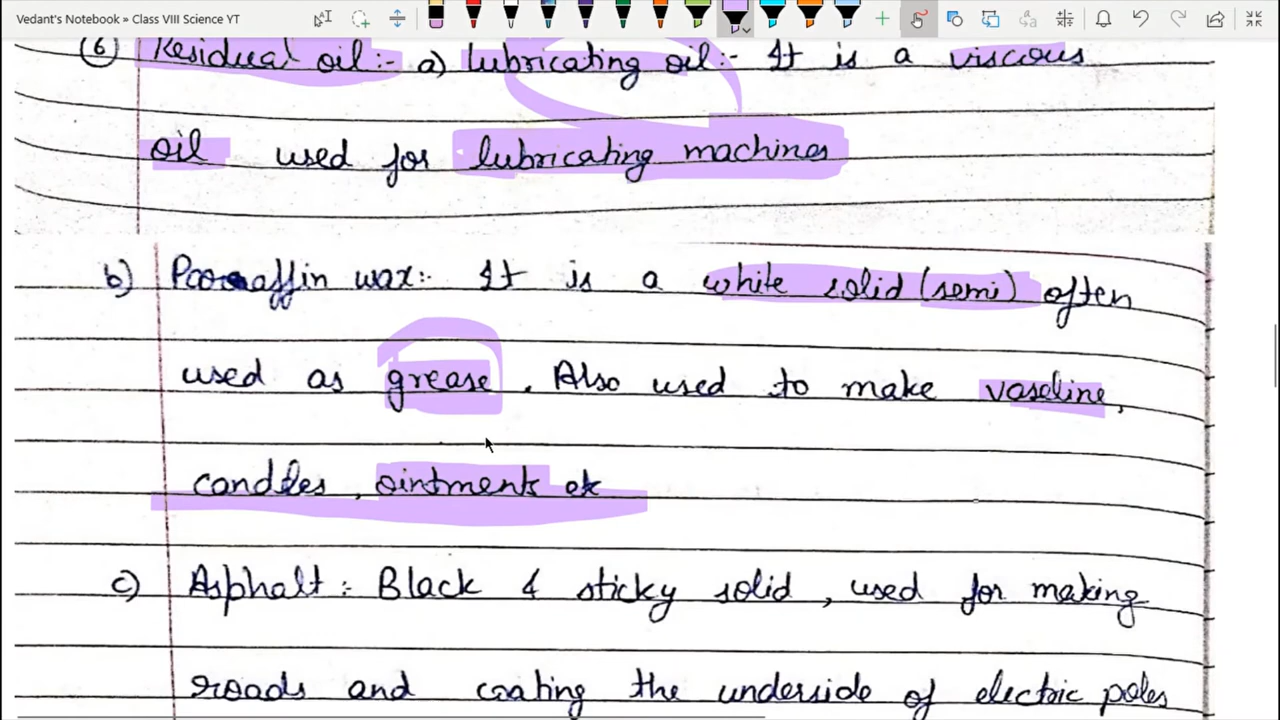 Vedant's Notebook » Class VIII Science YT
(6) Residual oil:- a) lubricating oil:- It is a viscous
oil used for lubricating machines
b) Paraffin wax:- It is a white solid (semi) often
used as grease. Also used to make vaseline,
candles, ointments etc
c) Asphalt:- Black & sticky solid, used for making
roads and coating the underside of electric poles